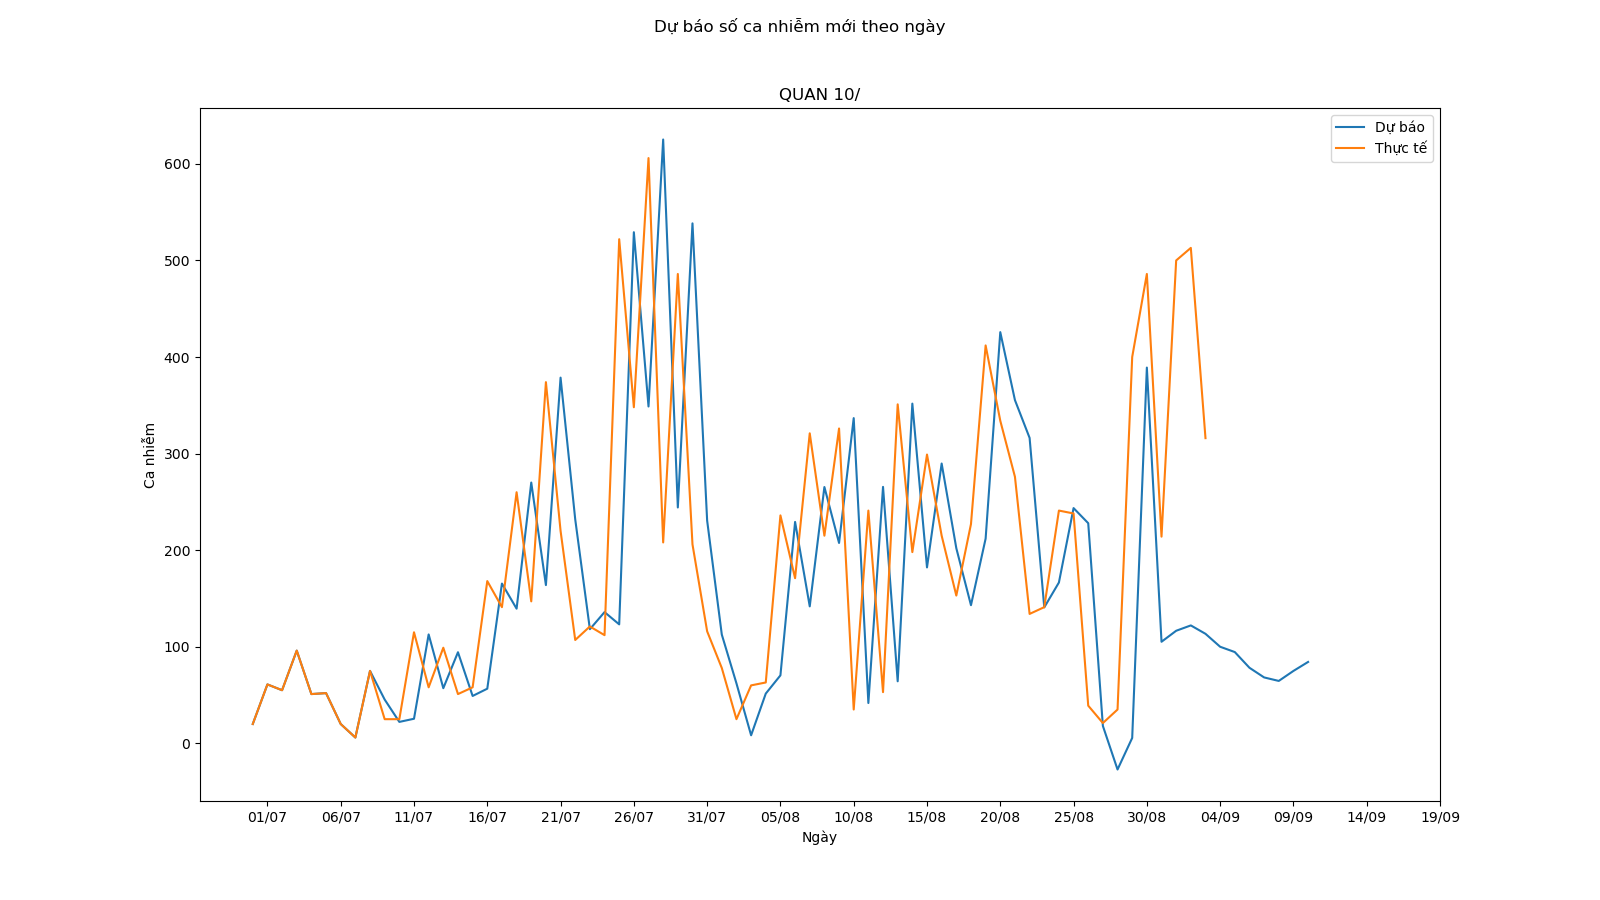 Dự báo số ca nhiễm mới theo ngày
QUAN 10/
Dự báo
Thực tế
600
500
400
300
200
100
0
Ca nhiễm
01/07 06/07 11/07 16/07 21/07 26/07 31/07 05/08 10/08 15/08 20/08 25/08 30/08 04/09 09/09 14/09 19/09
Ngày